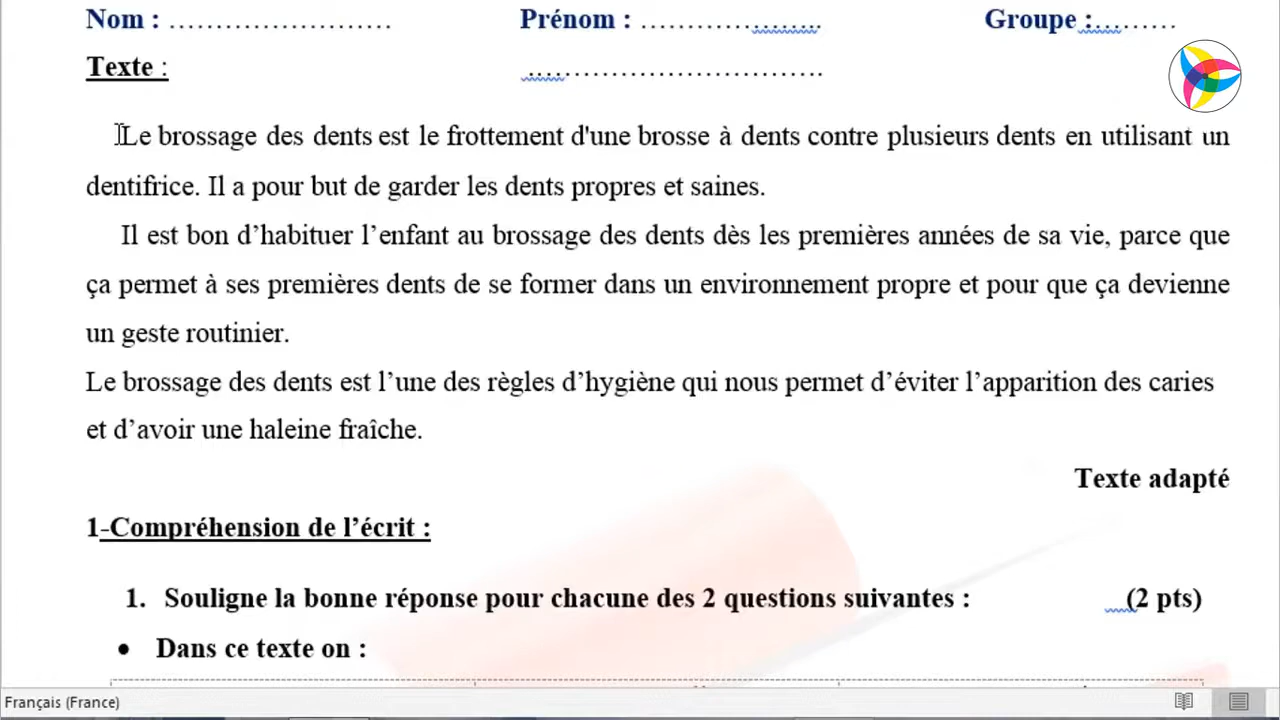 Nom : ........................ Prénom : ...................... Groupe :.........
Texte : ................................
Le brossage des dents est le frottement d'une brosse à dents contre plusieurs dents en utilisant un
dentifrice. Il a pour but de garder les dents propres et saines.
Il est bon d’habituer l’enfant au brossage des dents dès les premières années de sa vie, parce que
ça permet à ses premières dents de se former dans un environnement propre et pour que ça devienne
un geste routinier.
Le brossage des dents est l’une des règles d’hygiène qui nous permet d’éviter l’apparition des caries
et d’avoir une haleine fraîche.
Texte adapté
1-Compréhension de l’écrit :
1. Souligne la bonne réponse pour chacune des 2 questions suivantes : (2 pts)
• Dans ce texte on :
Français (France)